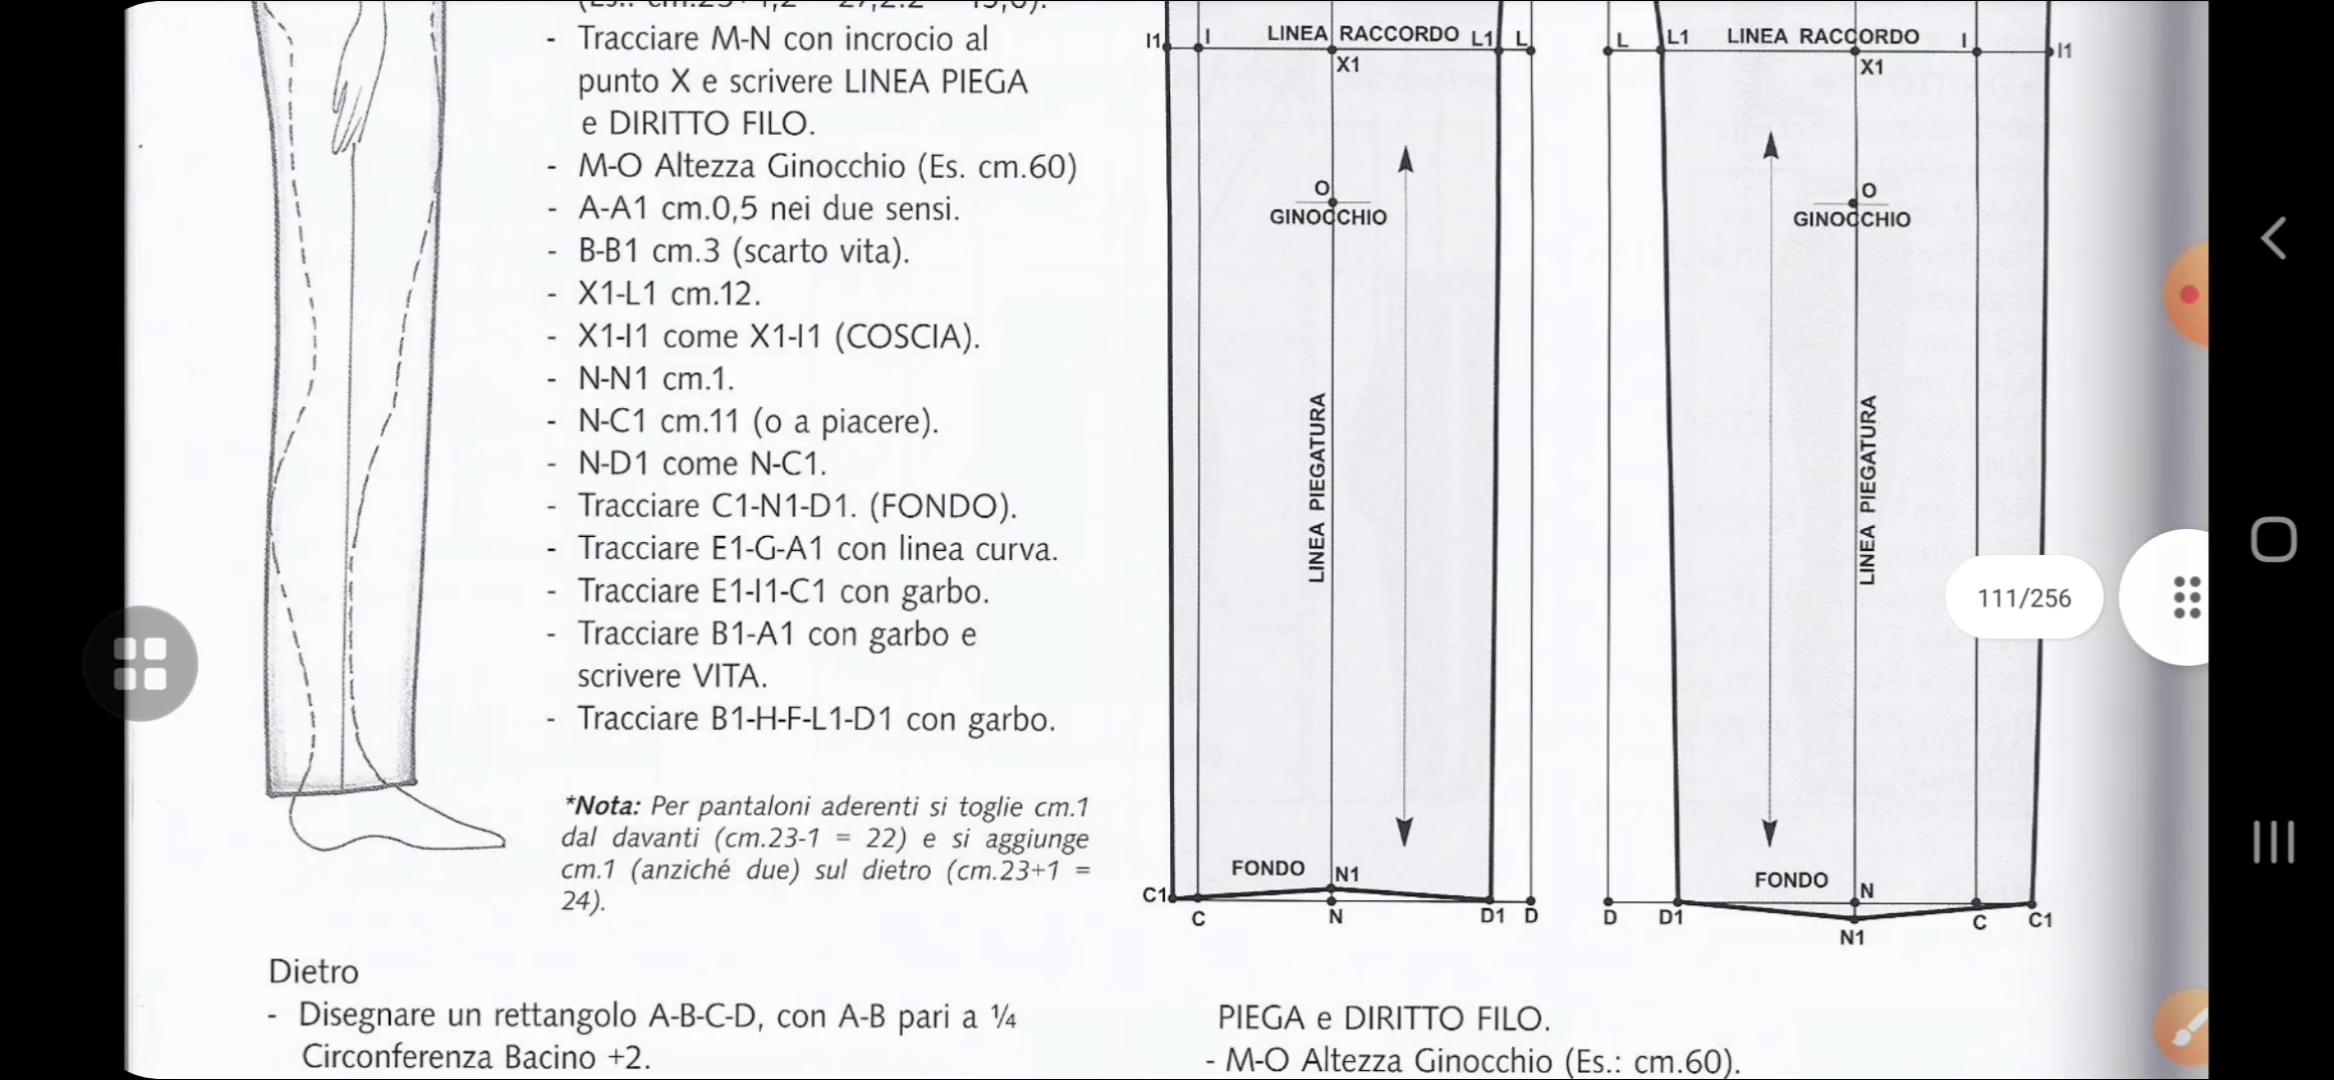 - Tracciare M-N con incrocio al
punto X e scrivere LINEA PIEGA
e DIRITTO FILO.
- M-O Altezza Ginocchio (Es. cm.60)
- A-A1 cm.0,5 nei due sensi.
- B-B1 cm.3 (scarto vita).
- X1-L1 cm.12.
- X1-I1 come X1-I1 (COSCIA).
- N-N1 cm.1.
- N-C1 cm.11 (o a piacere).
- N-D1 come N-C1.
- Tracciare C1-N1-D1. (FONDO).
- Tracciare E1-G-A1 con linea curva.
- Tracciare E1-I1-C1 con garbo.
- Tracciare B1-A1 con garbo e
scrivere VITA.
- Tracciare B1-H-F-L1-D1 con garbo.
*Nota: Per pantaloni aderenti si toglie cm.1
dal davanti (cm.23-1 = 22) e si aggiunge
cm.1 (anziché due) sul dietro (cm.23+1 =
24).
I1 I LINEA RACCORDO L1 L
X1
O
GINOCCHIO
LINEA PIEGATURA
FONDO N1
C1
C N D1 D
L L1 LINEA RACCORDO I I1
X1
O
GINOCCHIO
LINEA PIEGATURA
FONDO N
D D1 C C1
N1
111/256
Dietro
- Disegnare un rettangolo A-B-C-D, con A-B pari a ¼
Circonferenza Bacino +2.
PIEGA e DIRITTO FILO.
- M-O Altezza Ginocchio (Es.: cm.60).